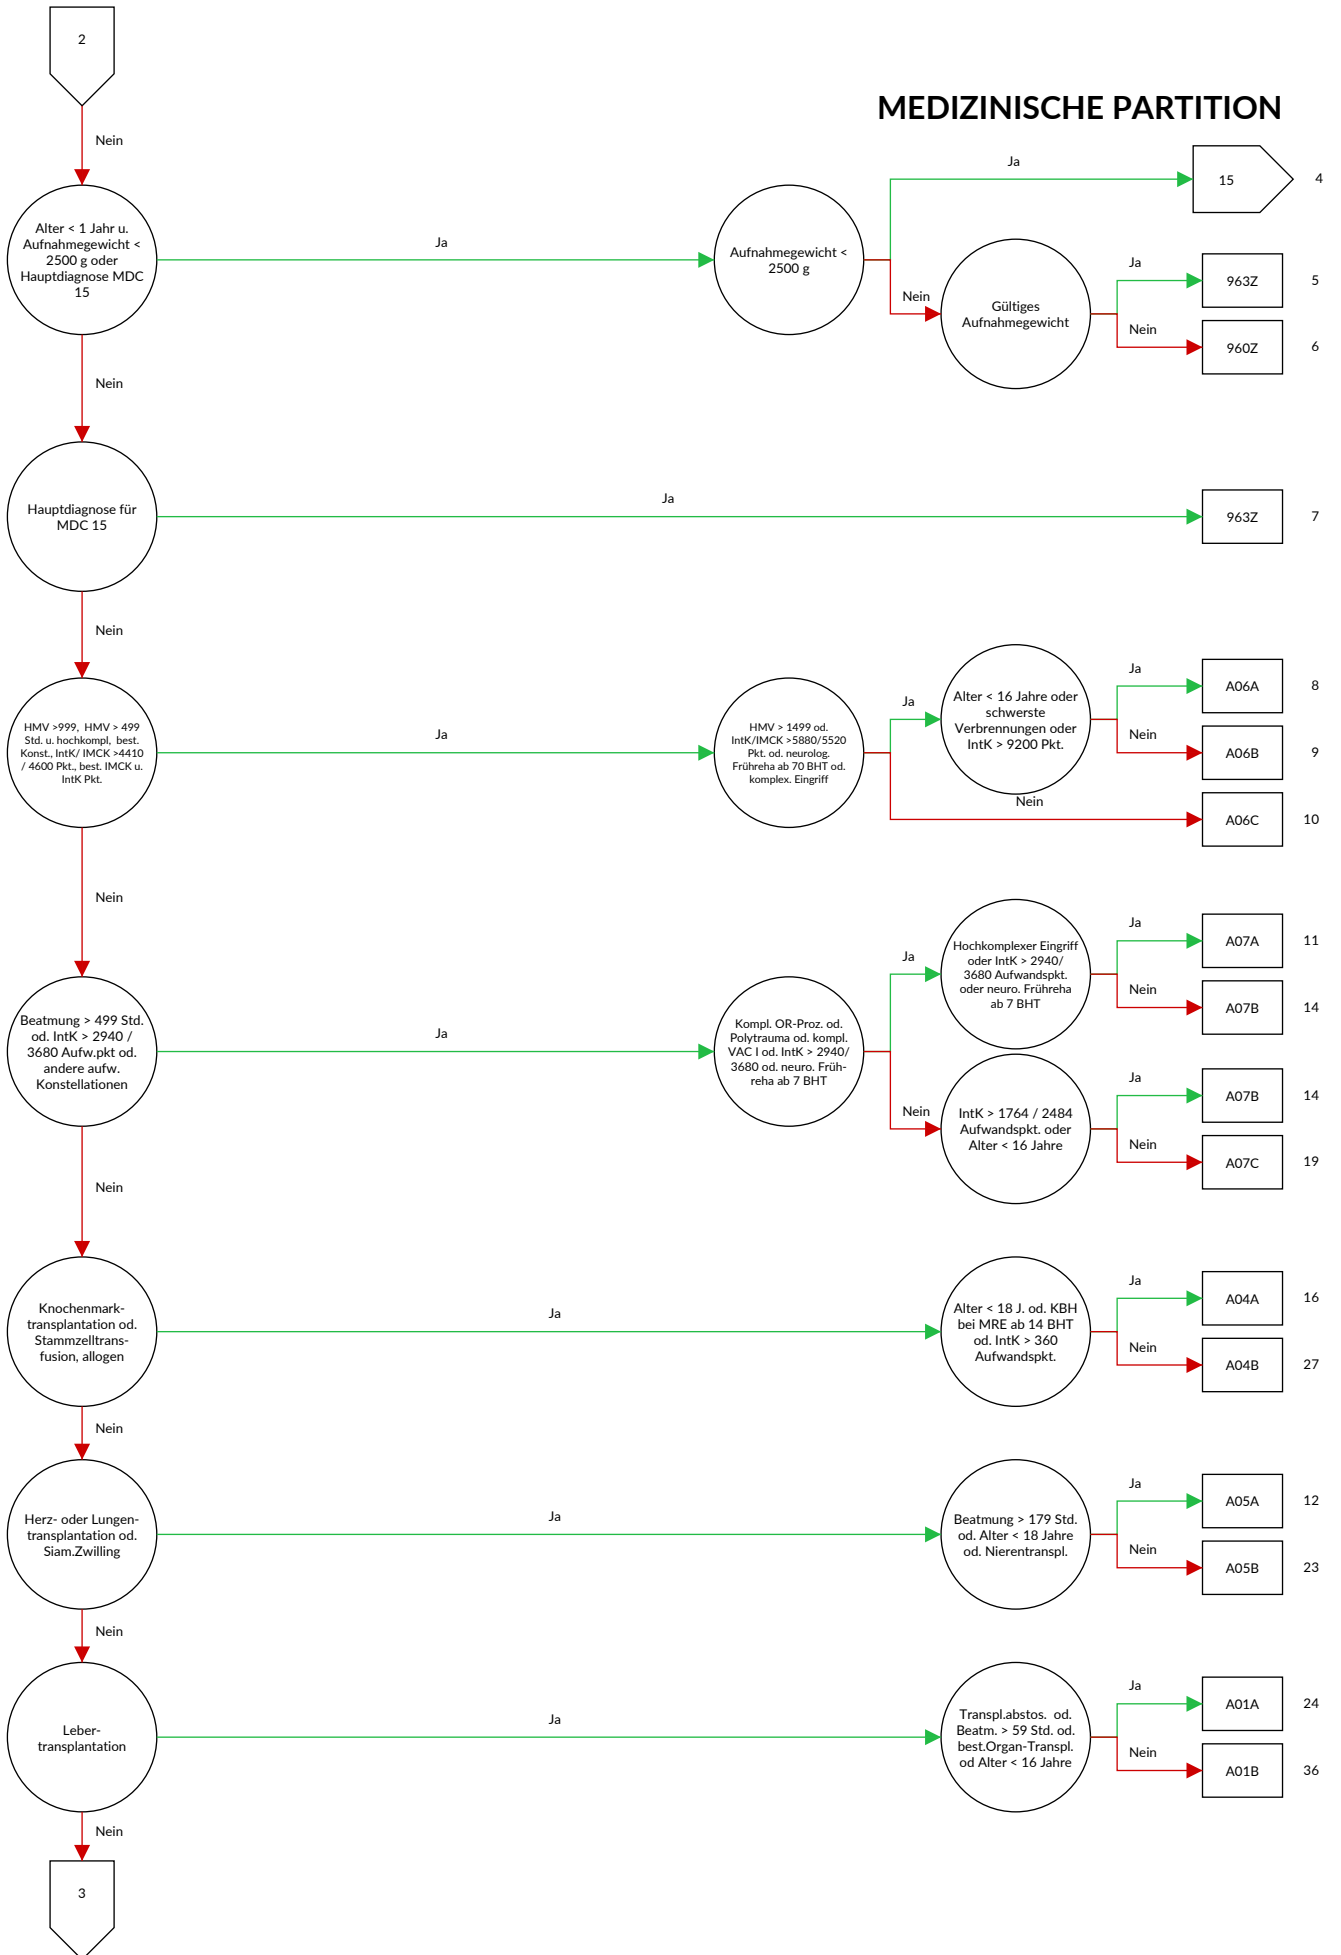 2
MEDIZINISCHE PARTITION
Nein
Alter < 1 Jahr u.
Aufnahmegewicht <
2500 g oder
Hauptdiagnose MDC
15
Ja
Aufnahmegewicht <
2500 g
Ja
15
4
Nein
Gültiges
Aufnahmegewicht
Ja
963Z
5
Nein
960Z
6
Nein
Hauptdiagnose für
MDC 15
Ja
963Z
7
Nein
HMV >999, HMV > 499
Std. u. hochkompl, best.
Konst., IntK/ IMCK >4410
/ 4600 Pkt., best. IMCK u.
IntK Pkt.
Ja
HMV > 1499 od.
IntK/IMCK >5880/5520
Pkt. od. neurolog.
Frühreha ab 70 BHT od.
komplex. Eingriff
Ja
Alter < 16 Jahre oder
schwerste
Verbrennungen oder
IntK > 9200 Pkt.
Ja
A06A
8
Nein
A06B
9
Nein
A06C
10
Nein
Beatmung > 499 Std.
od. IntK > 2940 /
3680 Aufw.pkt od.
andere aufw.
Konstellationen
Ja
Kompl. OR-Proz. od.
Polytrauma od. kompl.
VAC I od. IntK > 2940/
3680 od. neuro. Früh-
reha ab 7 BHT
Ja
Hochkomplexer Eingriff
oder IntK > 2940/
3680 Aufwandspkt.
oder neuro. Frühreha
ab 7 BHT
Ja
A07A
11
Nein
A07B
14
Nein
IntK > 1764 / 2484
Aufwandspkt. oder
Alter < 16 Jahre
Ja
A07B
14
Nein
A07C
19
Nein
Knochenmark-
transplantation od.
Stammzelltrans-
fusion, allogen
Ja
Alter < 18 J. od. KBH
bei MRE ab 14 BHT
od. IntK > 360
Aufwandspkt.
Ja
A04A
16
Nein
A04B
27
Nein
Herz- oder Lungen-
transplantation od.
Siam.Zwilling
Ja
Beatmung > 179 Std.
od. Alter < 18 Jahre
od. Nierentranspl.
Ja
A05A
12
Nein
A05B
23
Nein
Leber-
transplantation
Ja
Transpl.abstos. od.
Beatm. > 59 Std. od.
best.Organ-Transpl.
od Alter < 16 Jahre
Ja
A01A
24
Nein
A01B
36
Nein
3